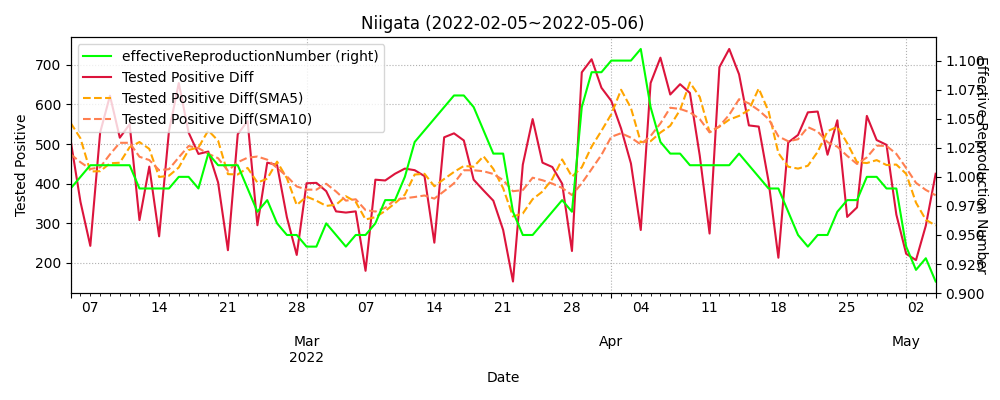 Niigata (2022-02-05~2022-05-06)
effectiveReproductionNumber (right)
Tested Positive Diff
Tested Positive Diff(SMA5)
Tested Positive Diff(SMA10)
Tested Positive
700
600
500
400
300
200
1.100
1.075
1.050
1.025
1.000
0.975
0.950
0.925
0.900
effective Reproduction Number
07 14 21 28 07 14 21 28 04 11 18 25 02
Mar Apr May
2022
Date